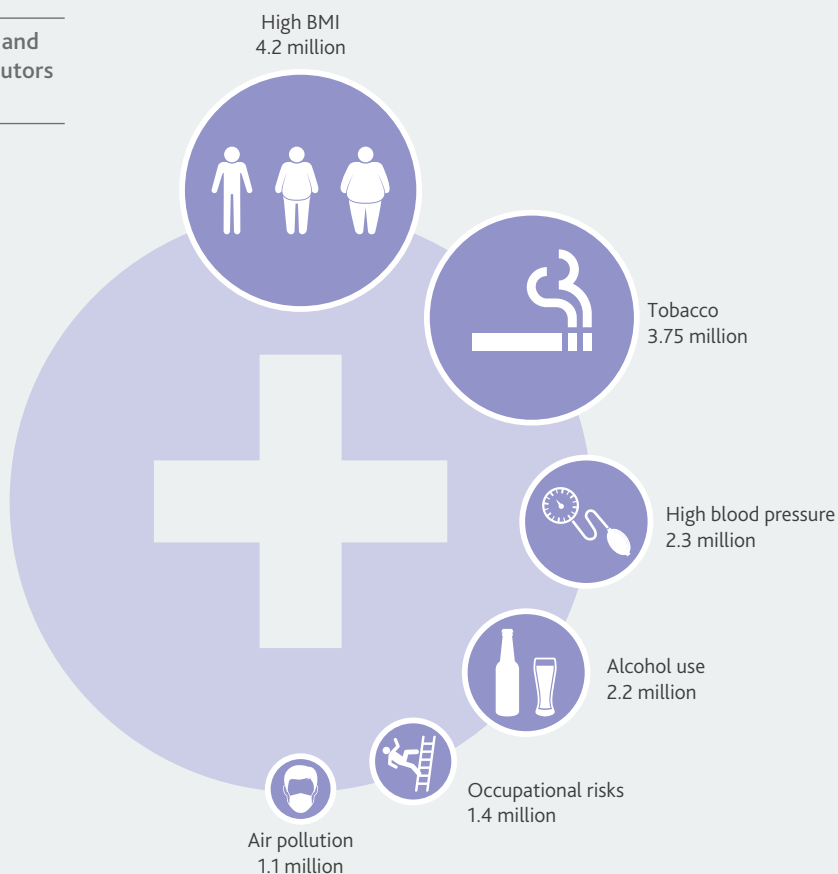 and
High BMI
4.2 million
Tobacco
3.75 million
High blood pressure
2.3 million
Alcohol use
2.2 million
Occupational risks
1.4 million
Air pollution
1.1 million